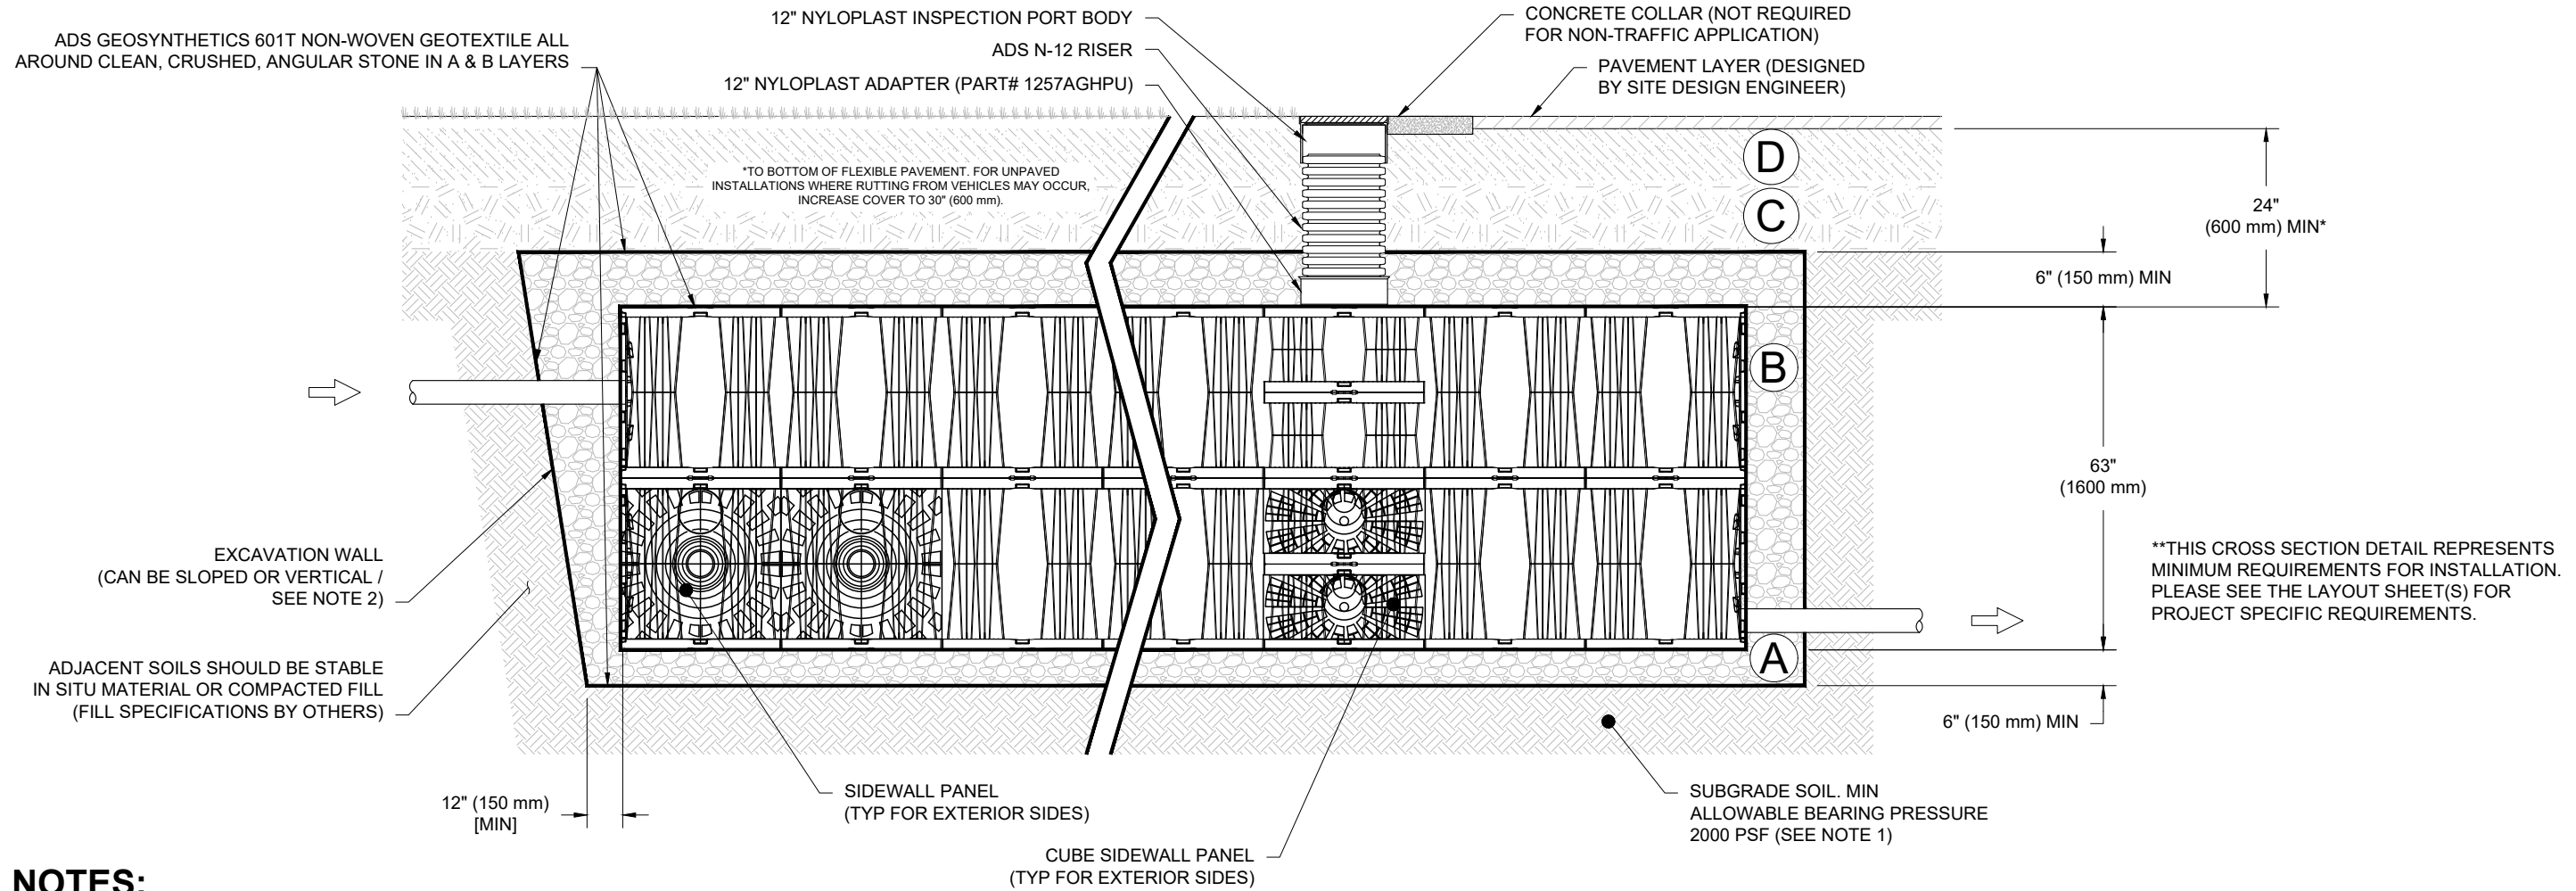 12" NYLOPLAST INSPECTION PORT BODY
ADS N-12 RISER
12" NYLOPLAST ADAPTER (PART# 1257AGHPU)
CONCRETE COLLAR (NOT REQUIRED
FOR NON-TRAFFIC APPLICATION)
PAVEMENT LAYER (DESIGNED
BY SITE DESIGN ENGINEER)
ADS GEOSYNTHETICS 601T NON-WOVEN GEOTEXTILE ALL
AROUND CLEAN, CRUSHED, ANGULAR STONE IN A & B LAYERS
*TO BOTTOM OF FLEXIBLE PAVEMENT. FOR UNPAVED
INSTALLATIONS WHERE RUTTING FROM VEHICLES MAY OCCUR,
INCREASE COVER TO 30" (600 mm).
D
C
24"
(600 mm) MIN*
6" (150 mm) MIN
B
63"
(1600 mm)
**THIS CROSS SECTION DETAIL REPRESENTS
MINIMUM REQUIREMENTS FOR INSTALLATION.
PLEASE SEE THE LAYOUT SHEET(S) FOR
PROJECT SPECIFIC REQUIREMENTS.
EXCAVATION WALL
(CAN BE SLOPED OR VERTICAL /
SEE NOTE 2)
A
ADJACENT SOILS SHOULD BE STABLE
IN SITU MATERIAL OR COMPACTED FILL
(FILL SPECIFICATIONS BY OTHERS)
6" (150 mm) MIN
12" (150 mm)
[MIN]
SIDEWALL PANEL
(TYP FOR EXTERIOR SIDES)
SUBGRADE SOIL. MIN
ALLOWABLE BEARING PRESSURE
2000 PSF (SEE NOTE 1)
CUBE SIDEWALL PANEL
(TYP FOR EXTERIOR SIDES)
NOTES: